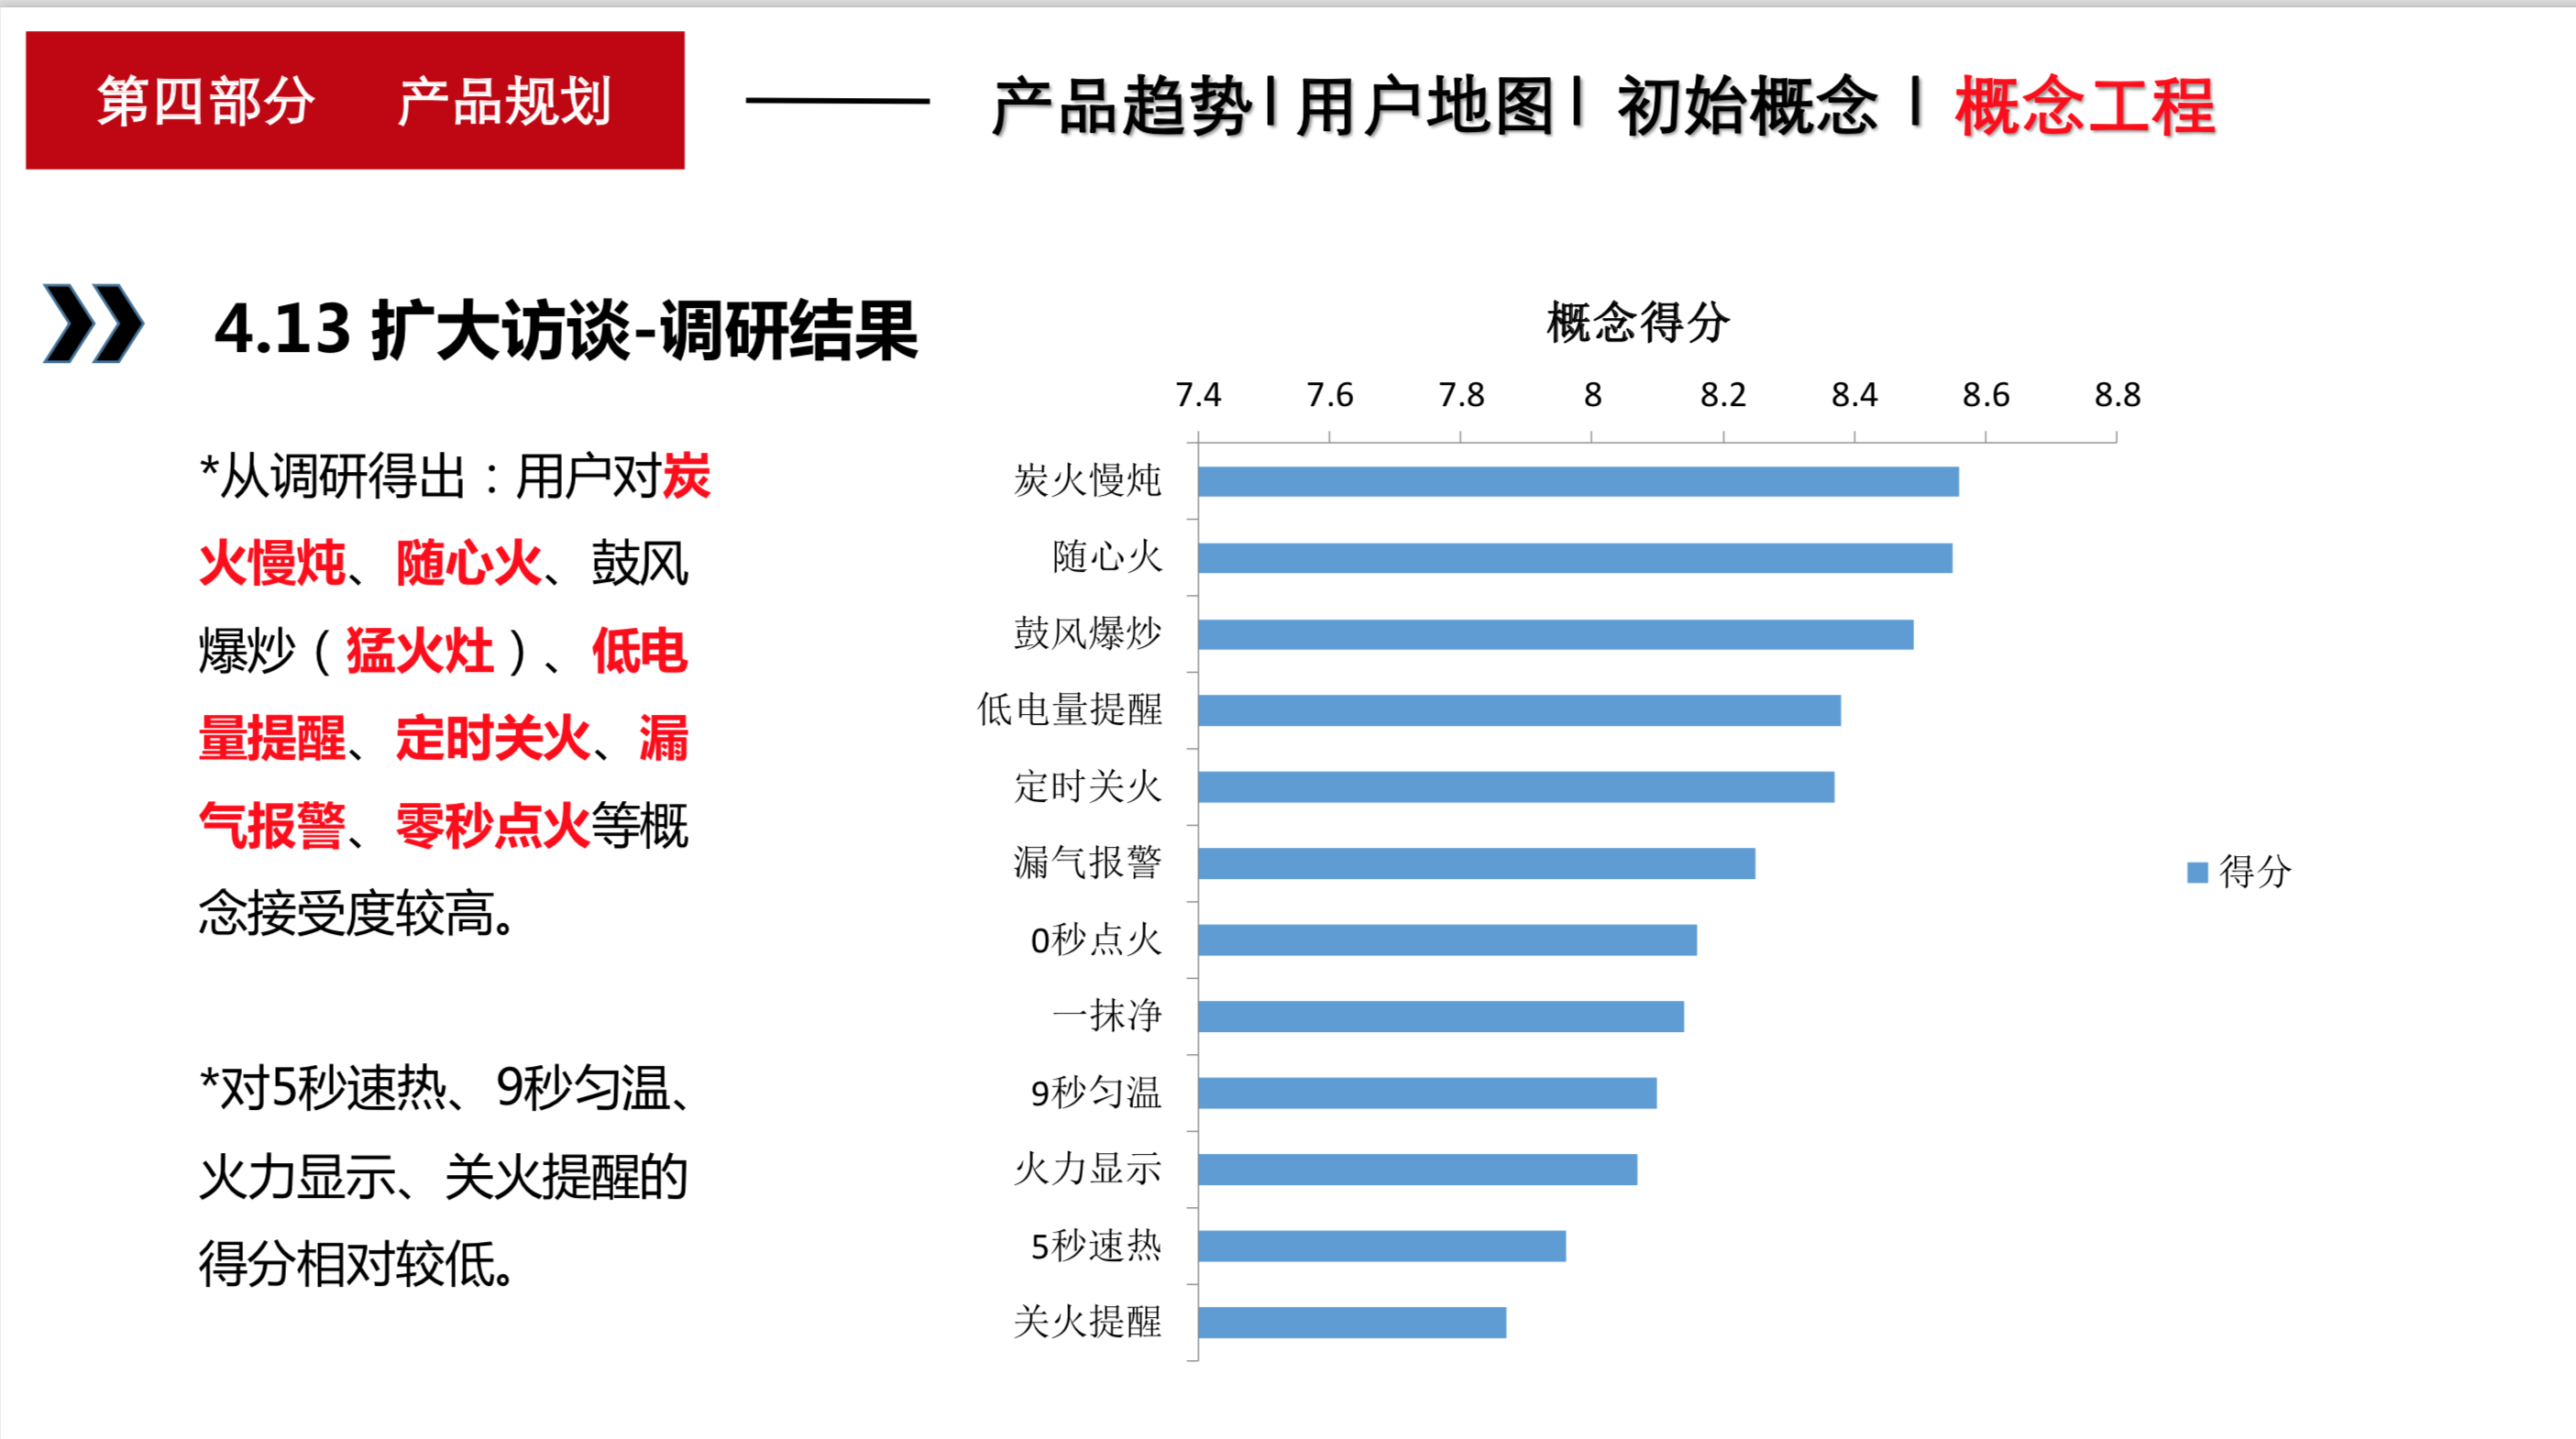 第四部分 产品规划
产品趋势| 用户地图| 初始概念 | 概念工程
4.13 扩大访谈-调研结果
*从调研得出：用户对炭
火慢炖、随心火、鼓风
爆炒（猛火灶）、低电
量提醒、定时关火、漏
气报警、零秒点火等概
念接受度较高。
*对5秒速热、9秒匀温、
火力显示、关火提醒的
得分相对较低。
概念得分
7.4 7.6 7.8 8 8.2 8.4 8.6 8.8
炭火慢炖
随心火
鼓风爆炒
低电量提醒
定时关火
漏气报警
0秒点火
一抹净
9秒匀温
火力显示
5秒速热
关火提醒
得分